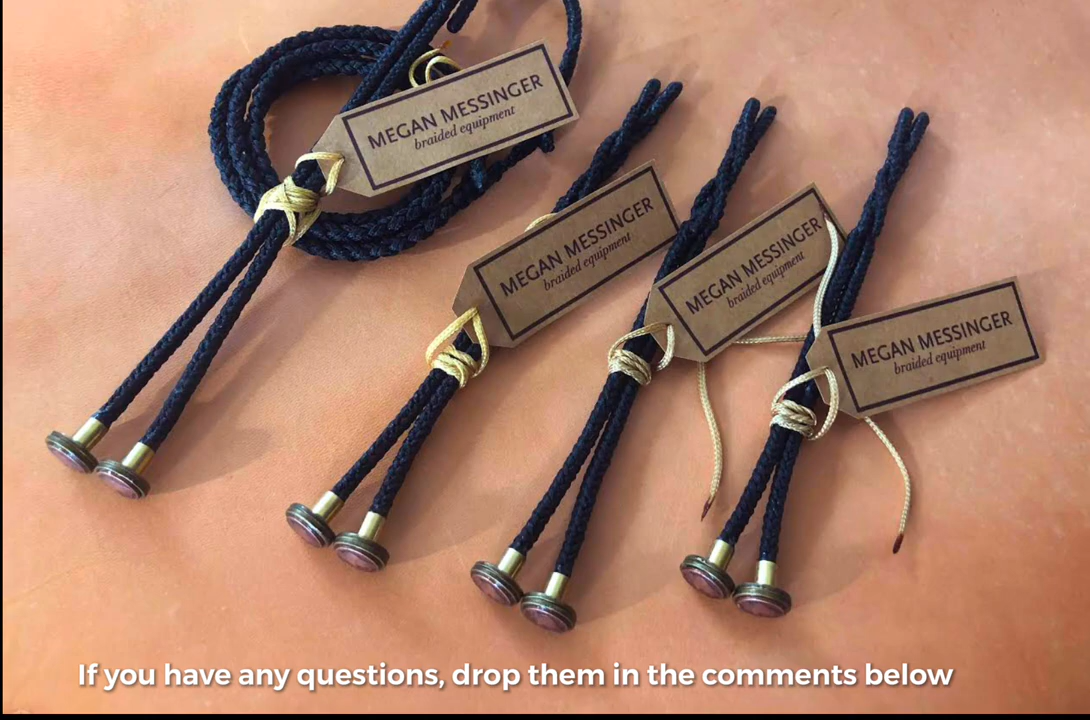 MEGAN MESSINGER
braided equipment
MEGAN MESSINGER
braided equipment
MEGAN MESSINGER
braided equipment
MEGAN MESSINGER
braided equipment
If you have any questions, drop them in the comments below